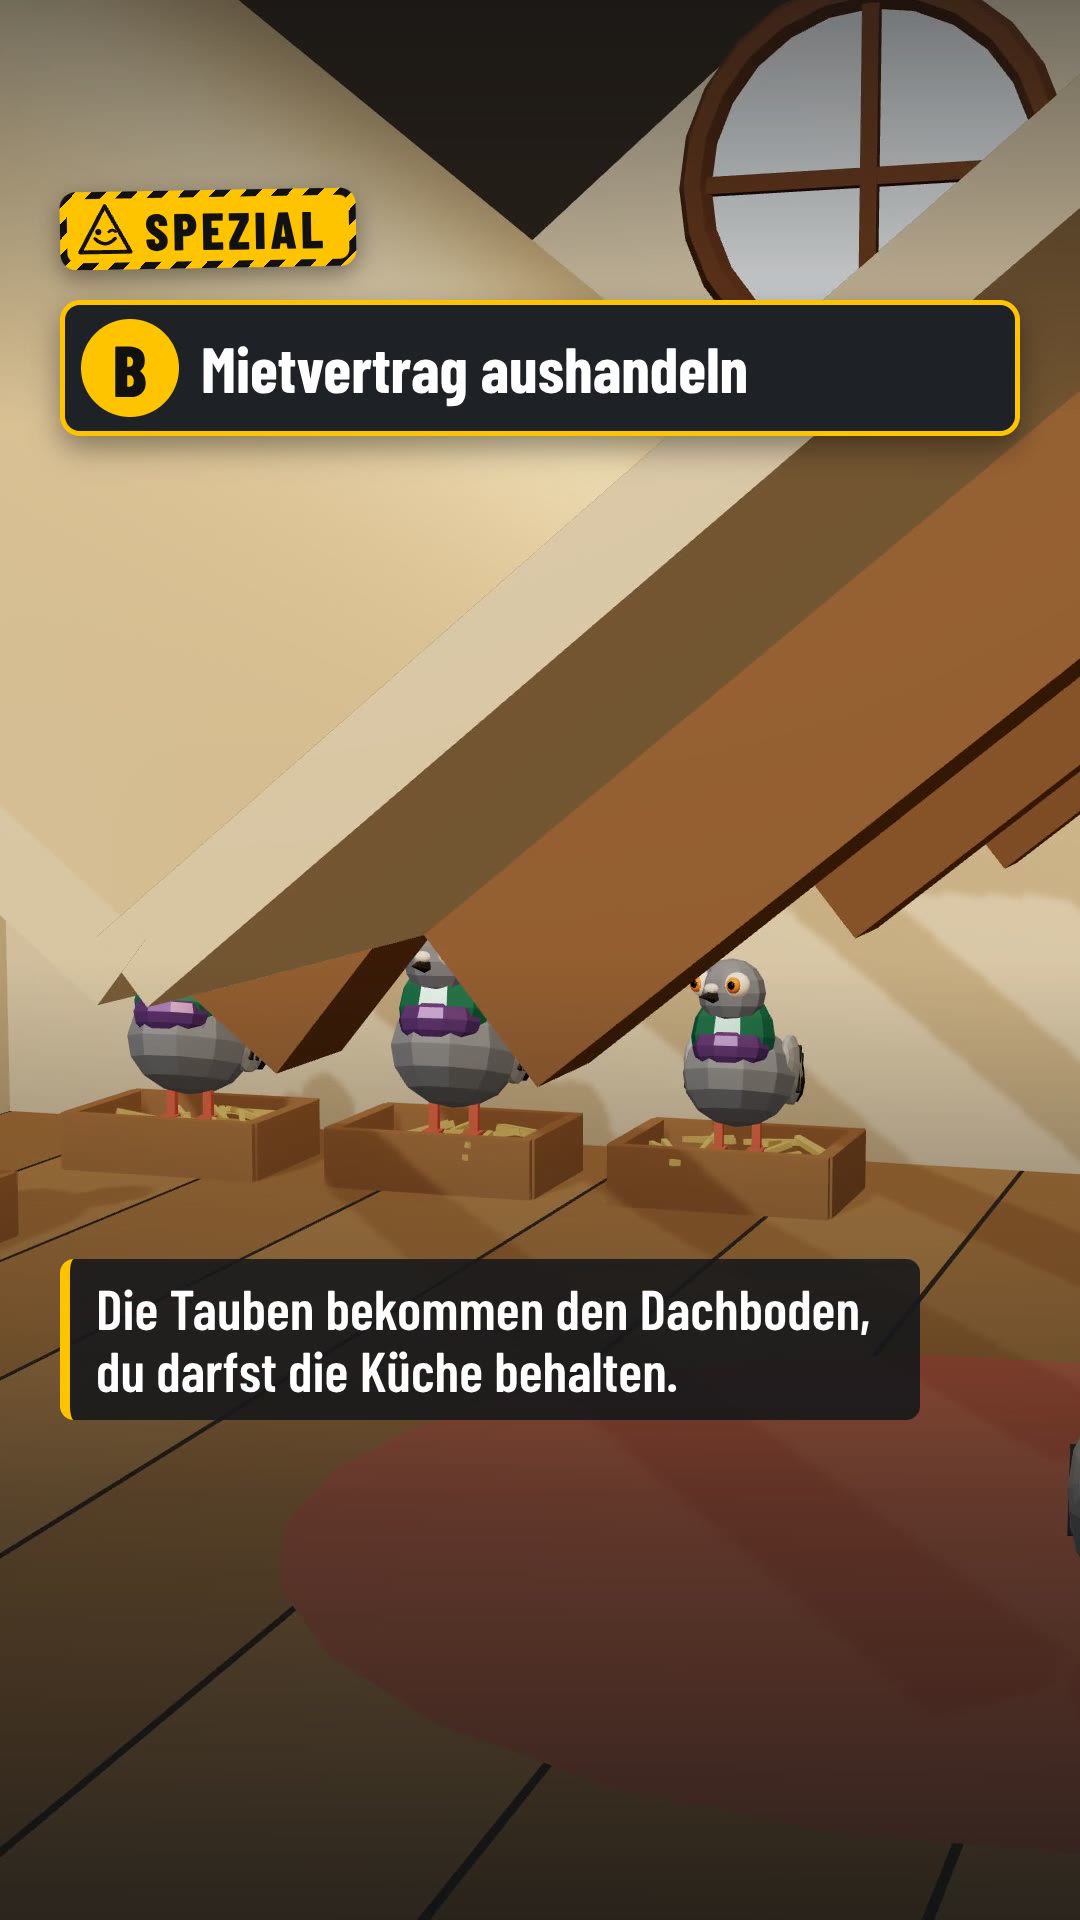 SPEZIAL
B Mietvertrag aushandeln
Die Tauben bekommen den Dachboden,
du darfst die Küche behalten.